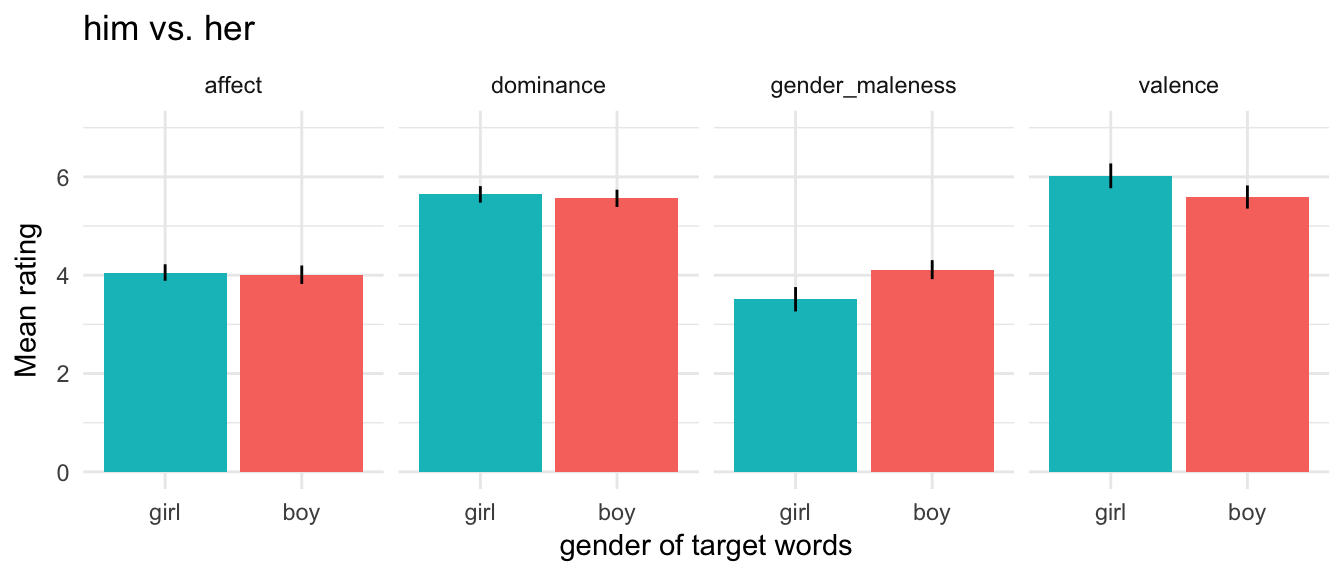 him vs. her
affect dominance gender_maleness valence
Mean rating
6
4
2
0
girl boy girl boy girl boy girl boy
gender of target words